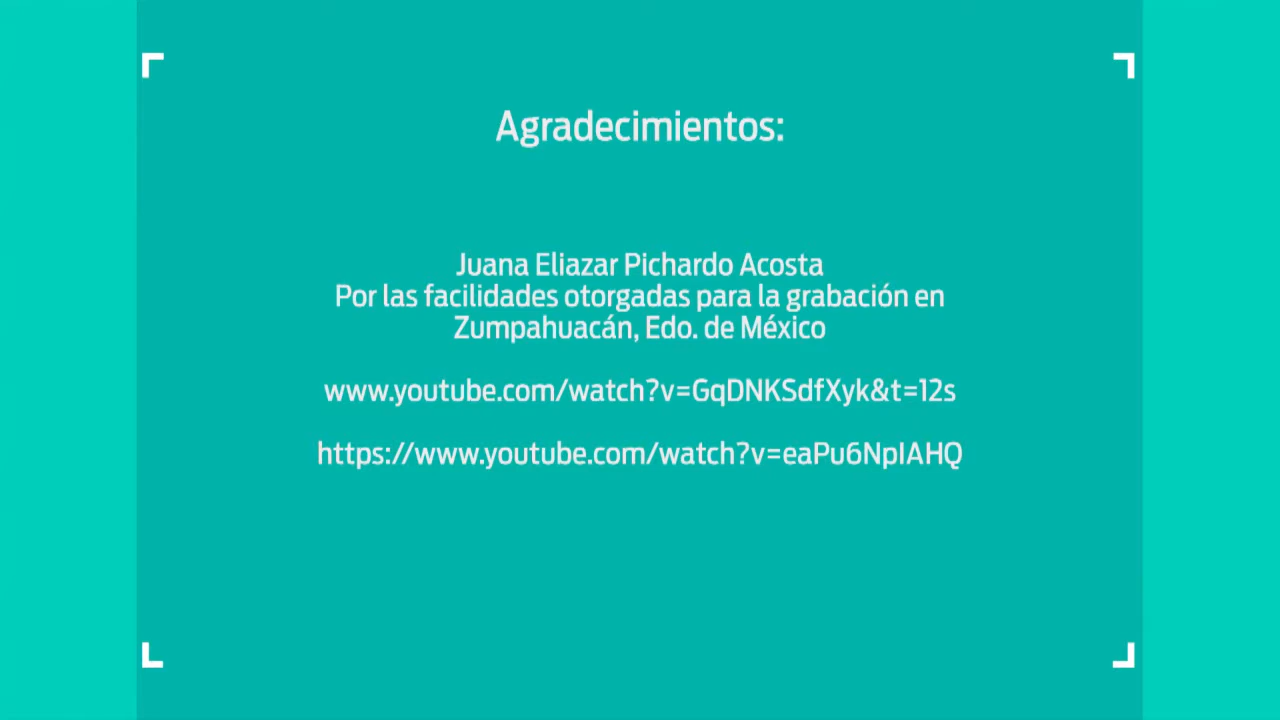 Agradecimientos:
Juana Eliazar Pichardo Acosta
Por las facilidades otorgadas para la grabación en
Zumpahuacán, Edo. de México
www.youtube.com/watch?v=GqDNKSdfXyk&t=12s
https://www.youtube.com/watch?v=eaPu6NpIAHQ